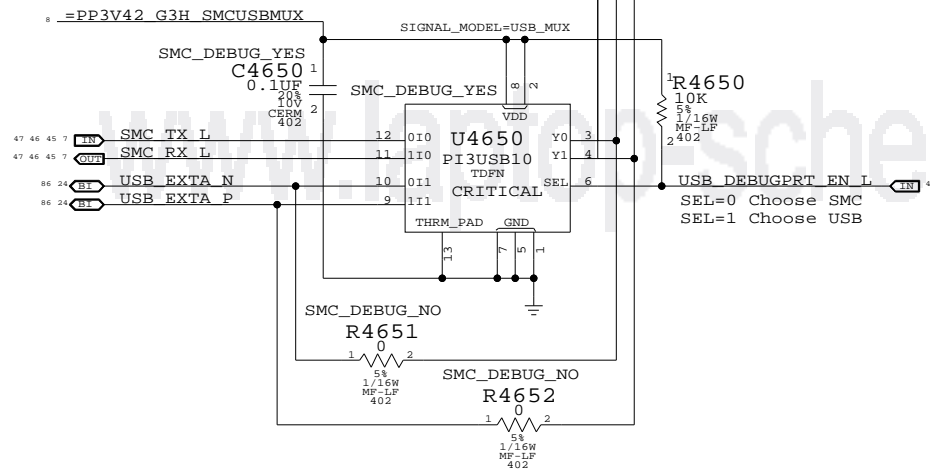 8 =PP3V42_G3H_SMCUSBMUX
SIGNAL_MODEL=USB_MUX
SMC_DEBUG_YES
C4650 1
0.1UF
20%
10V
CERM 2
402
SMC_DEBUG_YES
8 2
VDD
1 R4650
10K
5%
1/16W
MF-LF
2 402
47 46 45 7 IN SMC_TX_L 12 0I0 U4650 Y0 3
47 46 45 7 OUT SMC_RX_L 11 1I0 PI3USB10 Y1 4
TDFN
86 24 BI USB_EXTA_N 10 0I1 CRITICAL SEL 6 USB_DEBUGPRT_EN_L IN 4
86 24 BI USB_EXTA_P 9 1I1
SEL=0 Choose SMC
SEL=1 Choose USB
THRM_PAD GND
13 7 5 1
SMC_DEBUG_NO
R4651
0
1 2
5%
1/16W
MF-LF
402
SMC_DEBUG_NO
R4652
0
1 2
5%
1/16W
MF-LF
402
www.laptop-sche